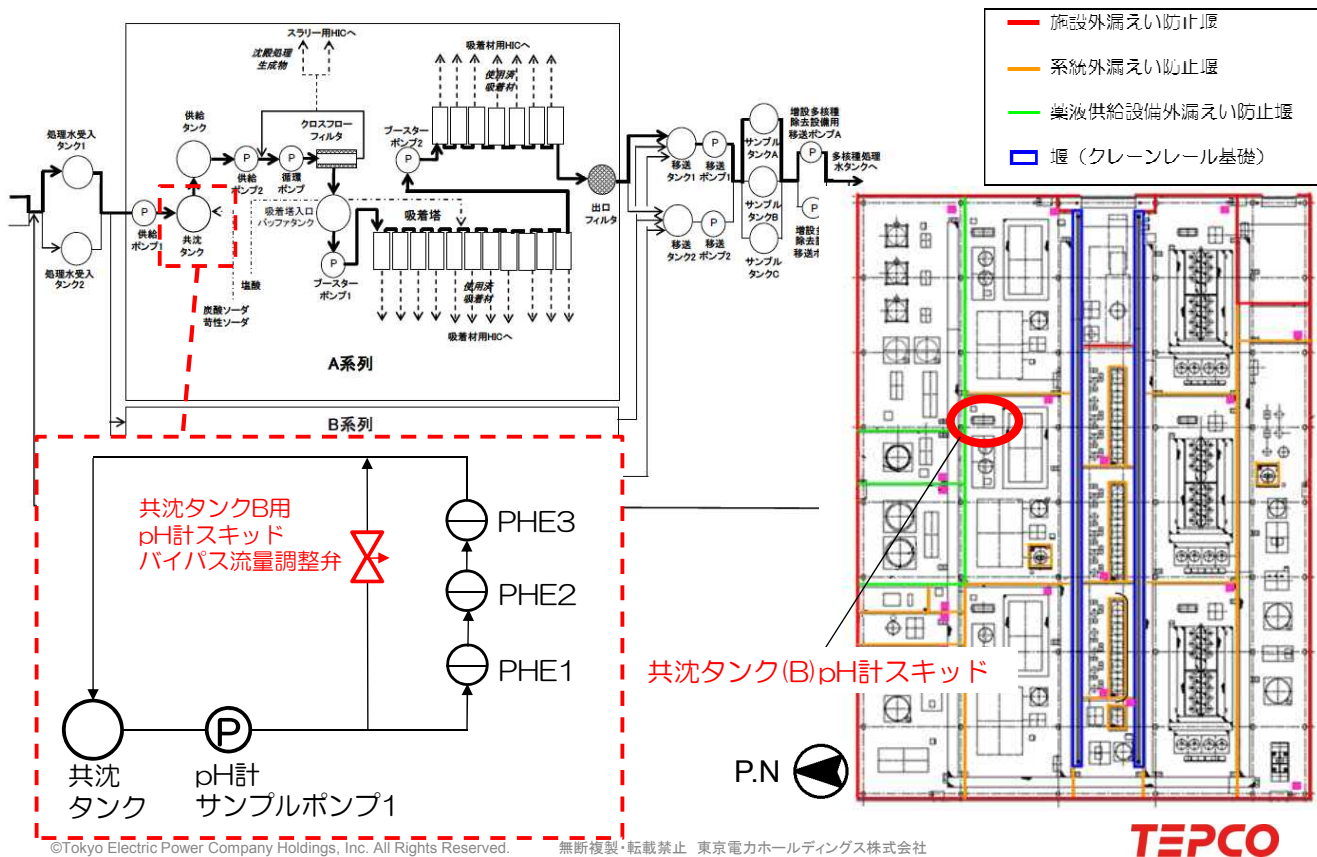 施設外漏えい防止堰
系統外漏えい防止堰
薬液供給設備外漏えい防止堰
堰（クレーンレール基礎）
スラリー用HICへ
沈殿処理
生成物
吸着材用HICへ
使用済
吸着材
処理水受入
タンク1
供給
タンク
クロスフロー
フィルタ
ブースター
ポンプ2
P
P
P
供給
ポンプ2
循環
ポンプ
P
供給
ポンプ1
共沈
タンク
処理水受入
タンク2
吸着塔入口
バッファタンク
吸着塔
塩酸
炭酸ソーダ
苛性ソーダ
P
ブースター
ポンプ1
使用済
吸着材
吸着材用HICへ
出口
フィルタ
移送
タンク1
P
移送
ポンプ1
移送
タンク2
P
移送
ポンプ2
サンプル
タンクA
サンプル
タンクB
サンプル
タンクC
増設多核種
除去設備用
移送ポンプA
P
多核種処理
水タンクへ
P
増設多
除去設
移送ポ
A系列
B系列
共沈タンクB用
pH計スキッド
バイパス流量調整弁
PHE3
PHE2
PHE1
P
共沈
タンク
pH計
サンプルポンプ1
共沈タンク(B)pH計スキッド
P.N
©Tokyo Electric Power Company Holdings, Inc. All Rights Reserved. 無断複製・転載禁止 東京電力ホールディングス株式会社
TEPCO